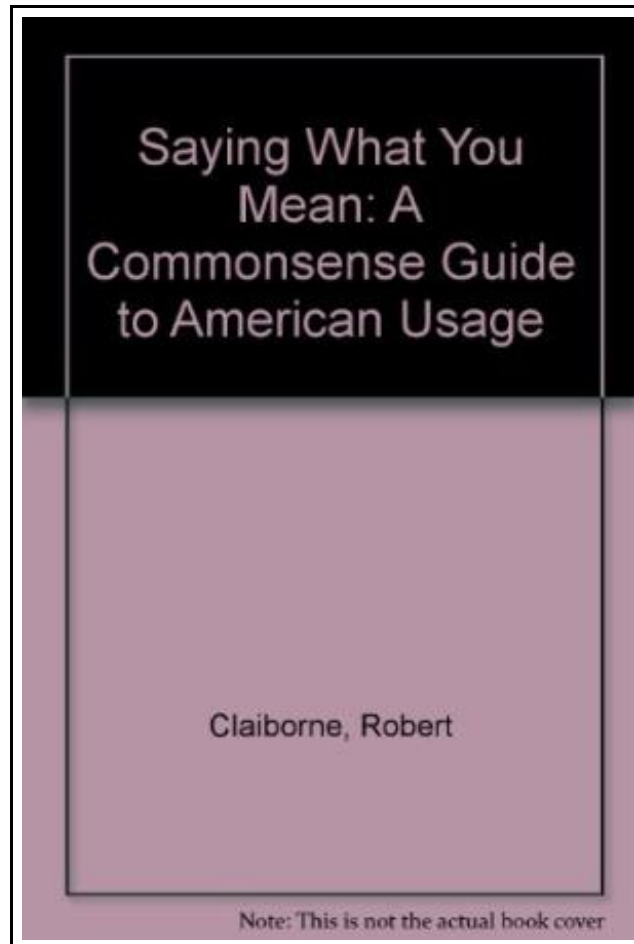 Saying What You
Mean: A
Commonsense Guide
to American Usage
Claiborne, Robert
Note: This is not the actual book cover